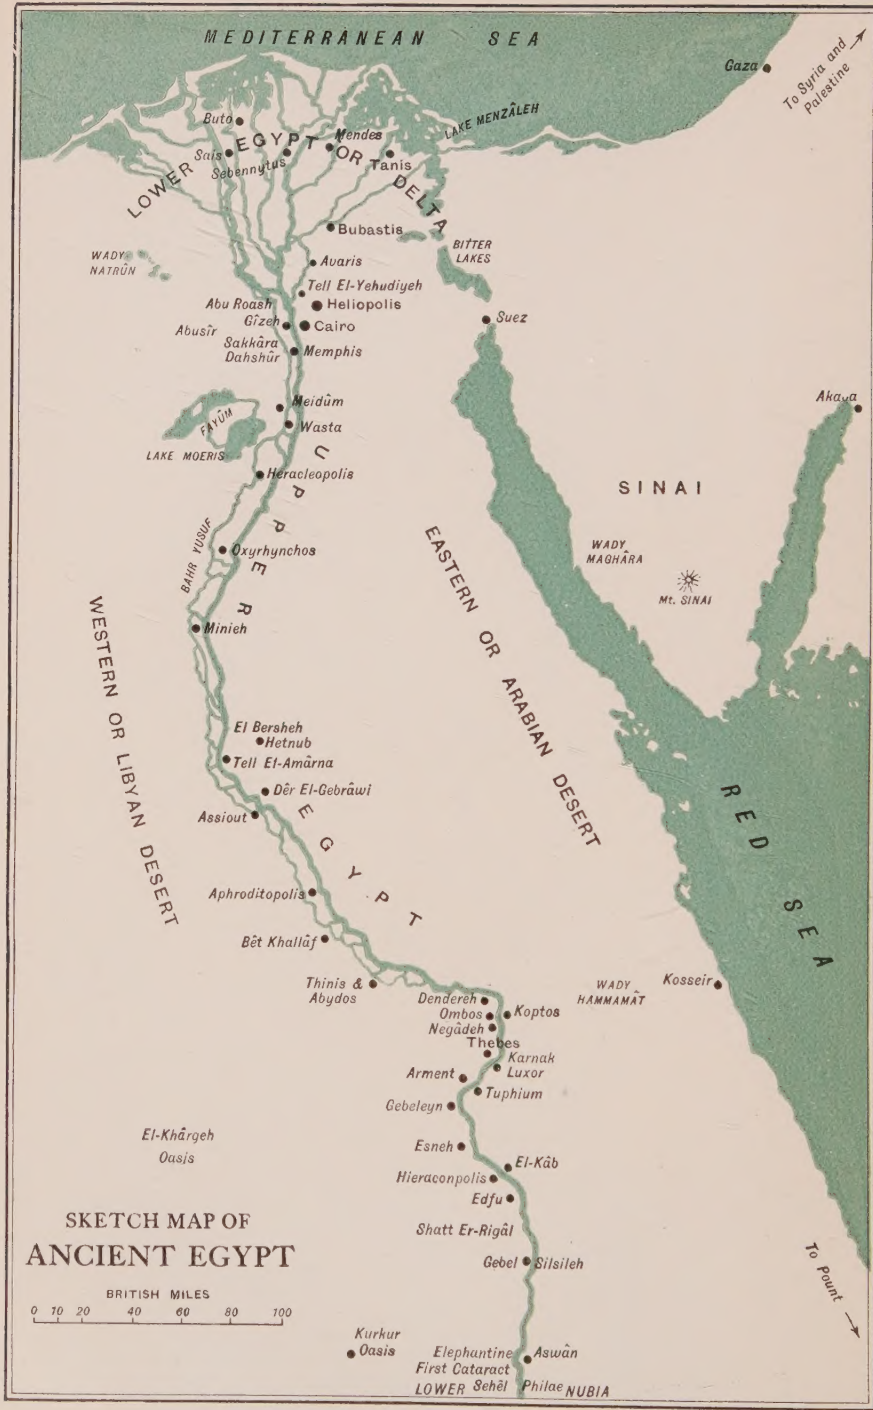 MEDITERRANEAN SEA
Gaza
To Syria and
Palestine
LAKE MENZÂLEH
Buto
Mendes
LOWER EGYPT OR DELTA
Sais
Sebennytus
Tanis
Bubastis
WADY
NATRÛN
BITTER
LAKES
Avaris
Tell El-Yehudiyeh
Abu Roash
Heliopolis
Gîzeh
Cairo
Abusîr
Suez
Sakkâra
Dahshûr
Memphis
Meidûm
Akaba
FAYÛM
Wasta
LAKE MOERIS
Heracleopolis
UPPER EGYPT
SINAI
BAHR YUSUF
Oxyrhynchos
WADY
MAGHÂRA
Mt. SINAI
EASTERN OR ARABIAN DESERT
WESTERN OR LIBYAN DESERT
Minieh
El Bersheh
Hetnub
Tell El-Amârna
Dêr El-Gebrâwi
Assiout
RED SEA
Aphroditopolis
Bêt Khallâf
Thinis &
Abydos
WADY
HAMMAMÂT
Kosseir
Dendereh
Ombos
Koptos
Negâdeh
Thebes
Karnak
Luxor
Arment
Tuphium
Gebeleyn
El-Khârgeh
Oasis
Esneh
El-Kâb
Hieraconpolis
Edfu
Shatt Er-Rigâl
Gebel Silsileh
To Pount
SKETCH MAP OF
ANCIENT EGYPT
BRITISH MILES
0 10 20 40 60 80 100
Kurkur
Oasis
Elephantine
Aswân
First Cataract
LOWER Sehêl Philae NUBIA